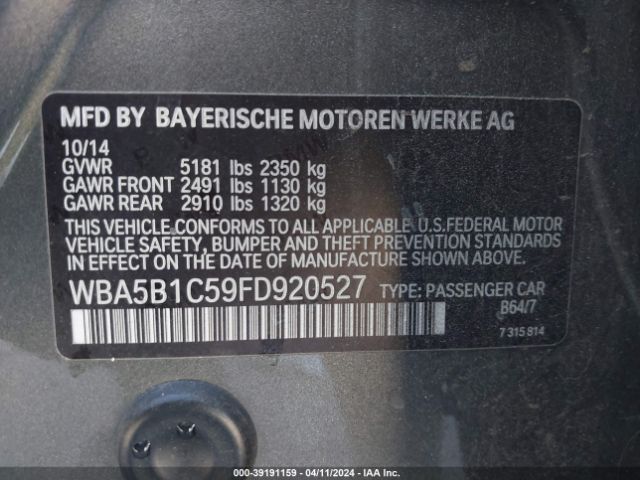 MFD BY BAYERISCHE MOTOREN WERKE AG
10/14
GVWR 5181 lbs 2350 kg
GAWR FRONT 2491 lbs 1130 kg
GAWR REAR 2910 lbs 1320 kg
THIS VEHICLE CONFORMS TO ALL APPLICABLE U.S.FEDERAL MOTOR
VEHICLE SAFETY, BUMPER AND THEFT PREVENTION STANDARDS
IN EFFECT ON THE DATE OF MANUFACTURE SHOWN ABOVE.
WBA5B1C59FD920527 TYPE: PASSENGER CAR
B64/7
7 315 814
000-39191159 - 04/11/2024 - IAA Inc.